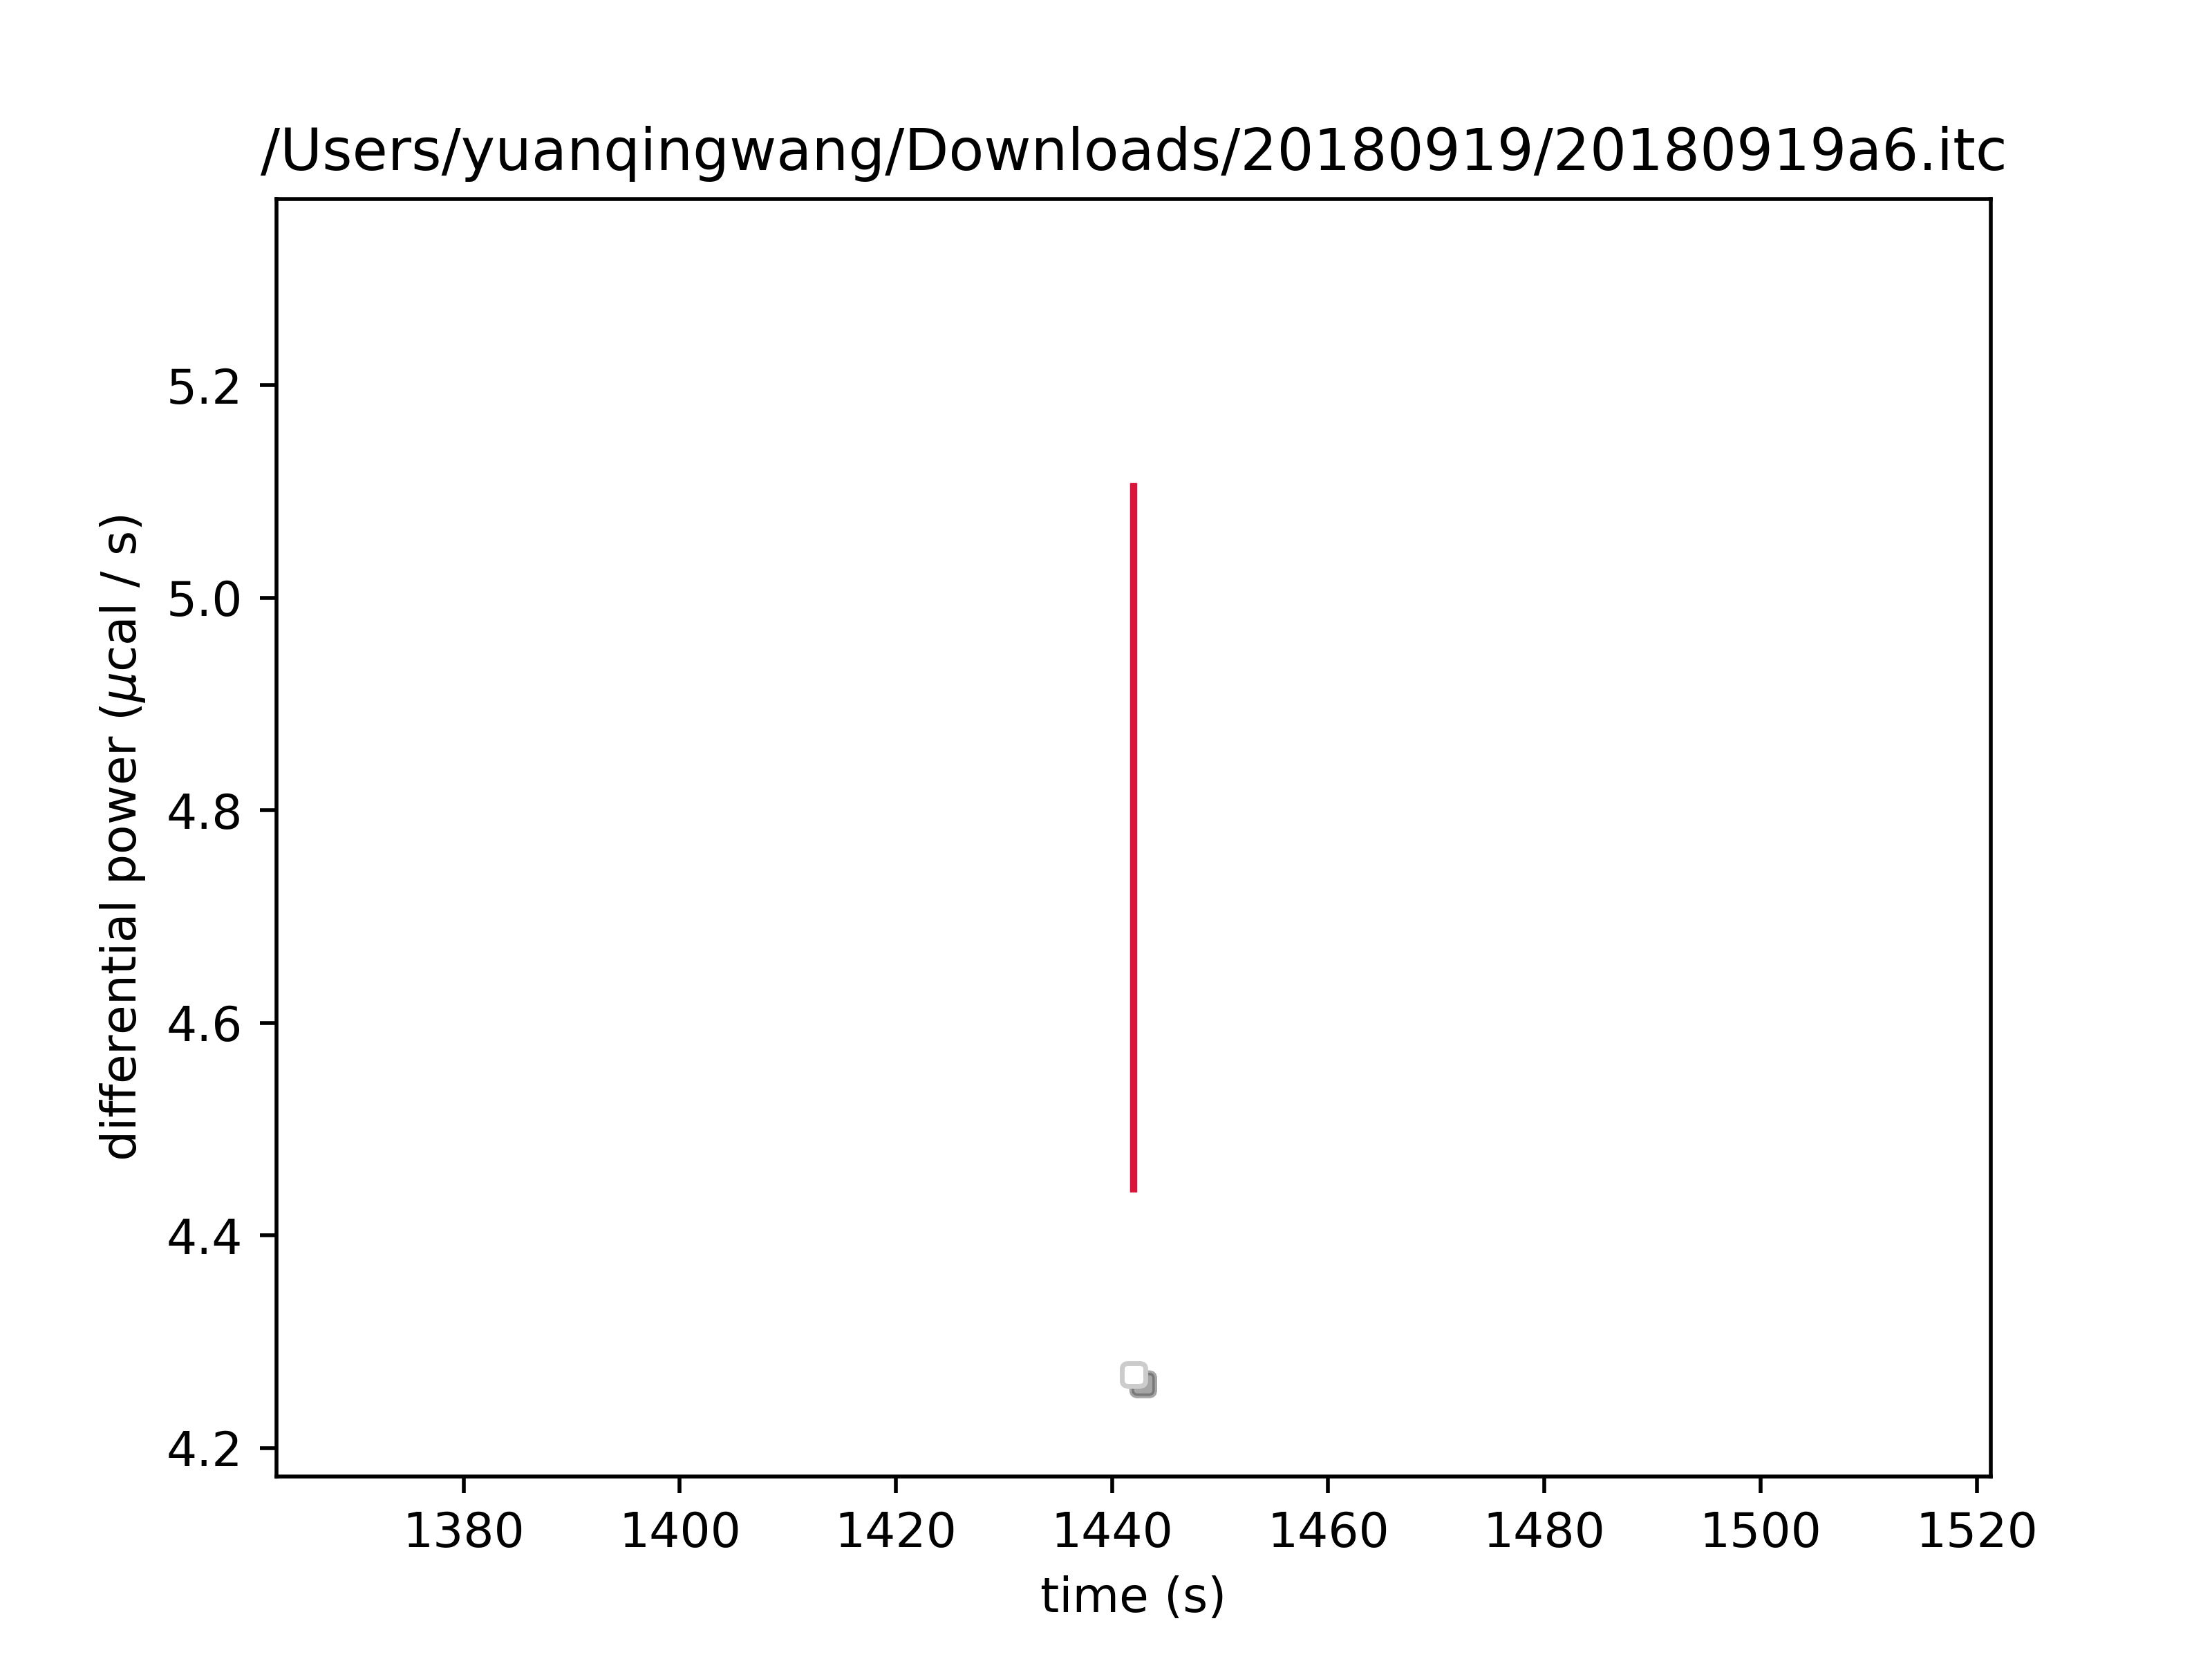 /Users/yuanqingwang/Downloads/20180919/20180919a6.itc
differential power (μcal / s)
5.2
5.0
4.8
4.6
4.4
4.2
1380 1400 1420 1440 1460 1480 1500 1520
time (s)